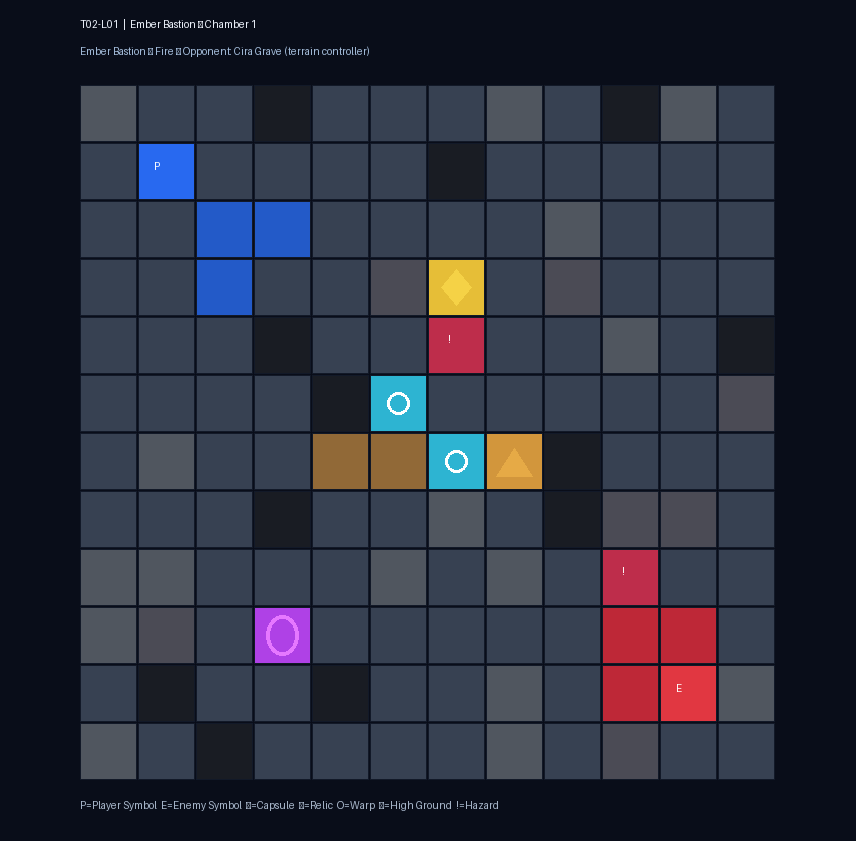 T02-L01 | Ember Bastion ▯ Chamber 1
Ember Bastion ▯ Fire ▯ Opponent: Cira Grave (terrain controller)
P
!
!
E
P=Player Symbol E=Enemy Symbol ▯=Capsule ▯=Relic O=Warp ▯=High Ground !=Hazard